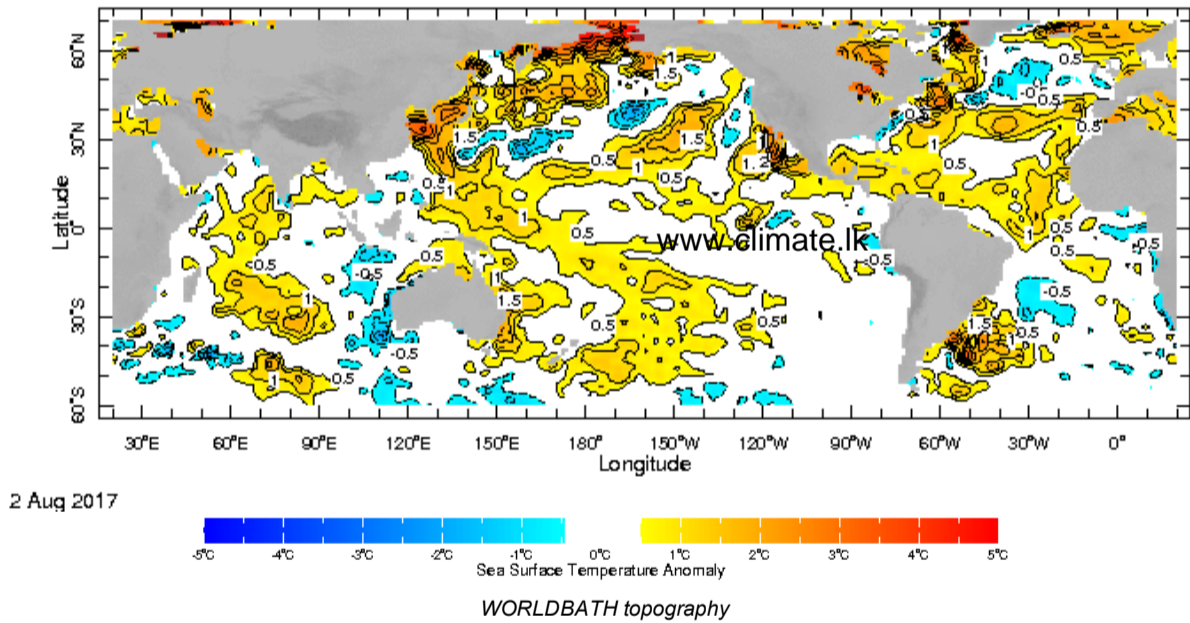 60°N
30°N
0°
30°S
60°S
Latitude
0.5
1
1.5
-0.5
www.climate.lk
30°E 60°E 90°E 120°E 150°E 180° 150°W 120°W 90°W 60°W 30°W 0°
Longitude
2 Aug 2017
-5°C -4°C -3°C -2°C -1°C 0°C 1°C 2°C 3°C 4°C 5°C
Sea Surface Temperature Anomaly
WORLDBATH topography